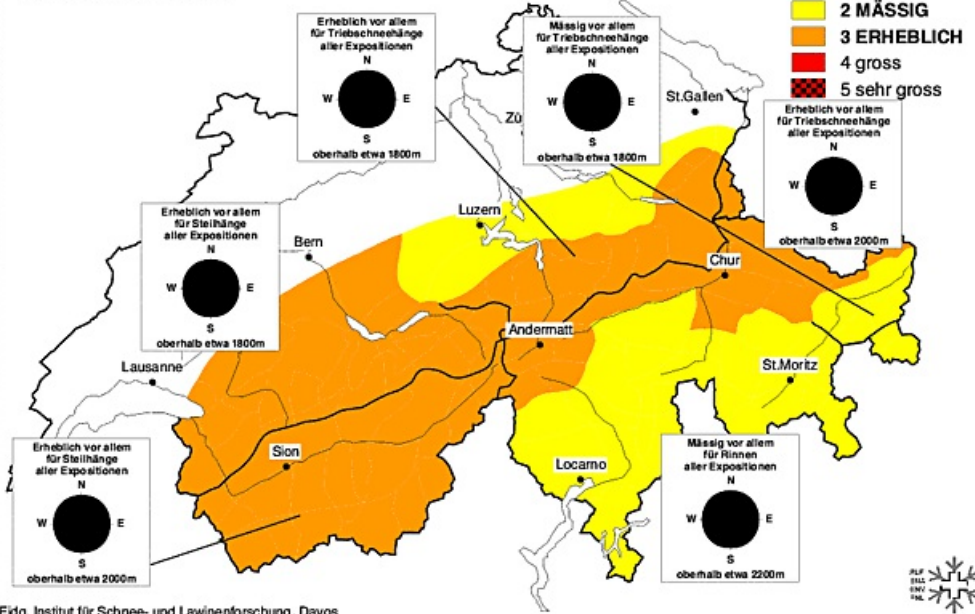 2 MÄSSIG
3 ERHEBLICH
4 gross
5 sehr gross
Erheblich vor allem
für Triebschneehänge
aller Expositionen
N
W E
S
oberhalb etwa 1800m
Mässig vor allem
für Triebschneehänge
aller Expositionen
N
W E
S
oberhalb etwa 1800m
Erheblich vor allem
für Triebschneehänge
aller Expositionen
N
W E
S
oberhalb etwa 2000m
Erheblich vor allem
für Steilhänge
aller Expositionen
N
W E
S
oberhalb etwa 1800m
Erheblich vor allem
für Steilhänge
aller Expositionen
N
W E
S
oberhalb etwa 2000m
Mässig vor allem
für Rinnen
aller Expositionen
N
W E
S
oberhalb etwa 2200m
St.Gallen
Zü
Luzern
Bern
Chur
Andermatt
Lausanne
St.Moritz
Sion
Locarno
Eidg. Institut für Schnee- und Lawinenforschung, Davos
SLF